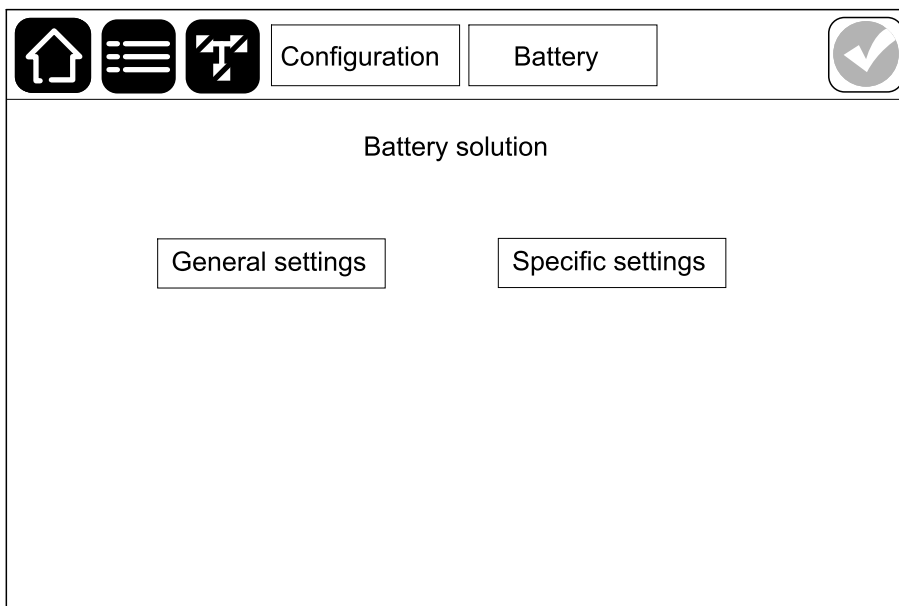 Configuration
Battery
Battery solution
General settings
Specific settings